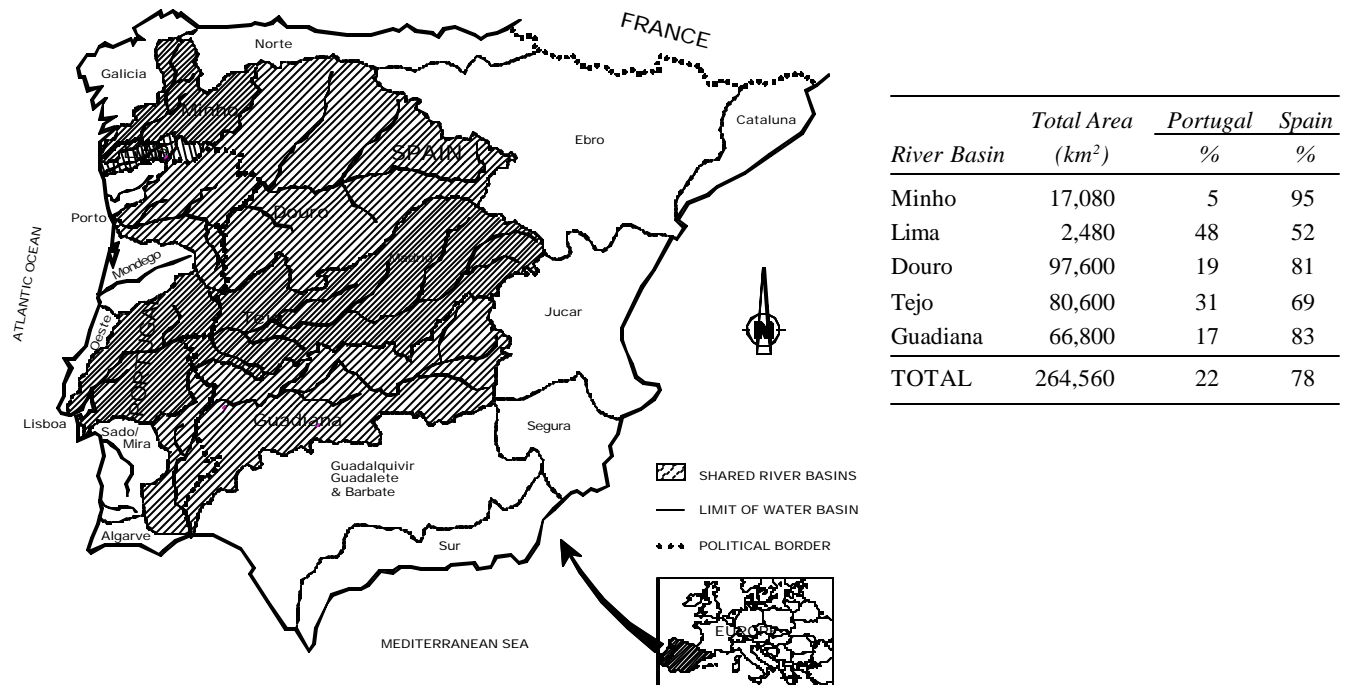 FRANCE
Norte
Galicia
Minho
Cataluna
Ebro
SPAIN
Porto
Douro
Mondego
Madrid
ATLANTIC OCEAN
Jucar
N
Oeste
Tejo
PORTUGAL
Lisboa
Sado/
Mira
Guadiana
Segura
Guadalquivir
Guadalete
& Barbate
Algarve
Sur
MEDITERRANEAN SEA
SHARED RIVER BASINS
LIMIT OF WATER BASIN
POLITICAL BORDER
EUROPE
Total Area Portugal Spain
River Basin (km²) % %
Minho 17,080 5 95
Lima 2,480 48 52
Douro 97,600 19 81
Tejo 80,600 31 69
Guadiana 66,800 17 83
TOTAL 264,560 22 78